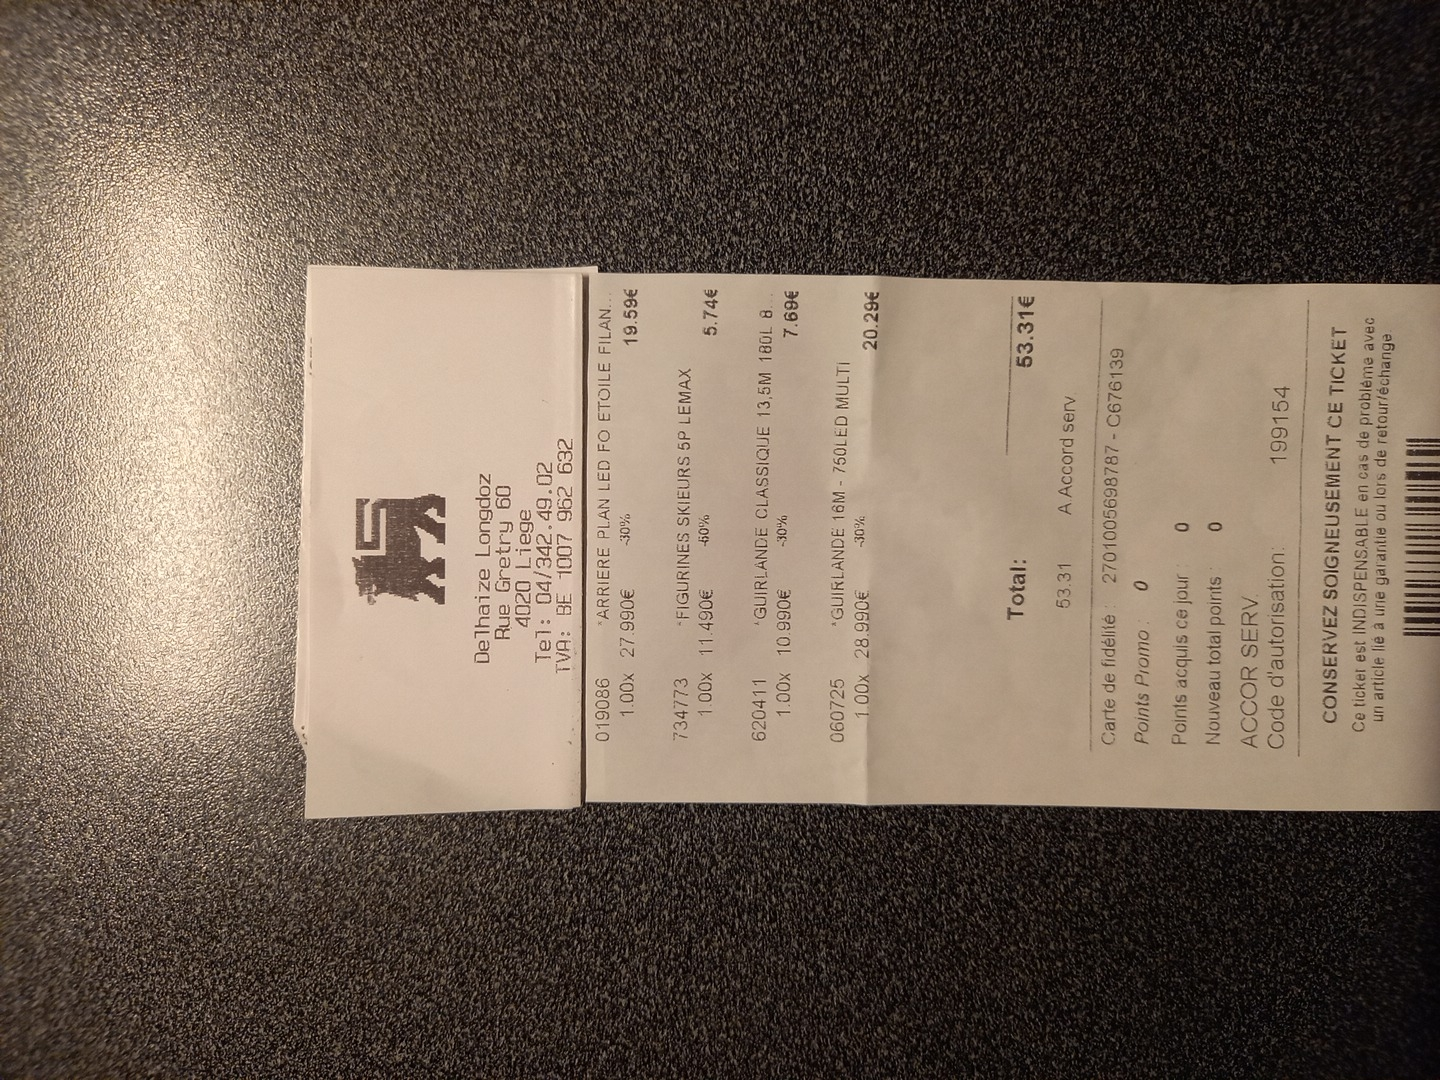 Delhaize Longdoz
Rue Gretry 60
4020 Liege
Tel: 04/342.49.02
TVA: BE 1007 962 632
019086 *ARRIERE PLAN LED FO ETOILE FILAN...
1.00x 27.990€ -30% 19.59€
734773 *FIGURINES SKIEURS 5P LEMAX
1.00x 11.490€ -60% 5.74€
620411 *GUIRLANDE CLASSIQUE 13,5M 180L 8...
1.00x 10.990€ -30% 7.69€
060725 *GUIRLANDE 16M - 750LED MULTI
1.00x 28.990€ -30% 20.29€
Total: 53.31€
53.31 A Accord serv
Carte de fidélité : 2701005698787 - C676139
Points Promo : 0
Points acquis ce jour : 0
Nouveau total points : 0
ACCOR SERV.
Code d'autorisation: 199154
CONSERVEZ SOIGNEUSEMENT CE TICKET
Ce ticket est INDISPENSABLE en cas de problème avec
un article lié à une garantie ou lors de retour/échange